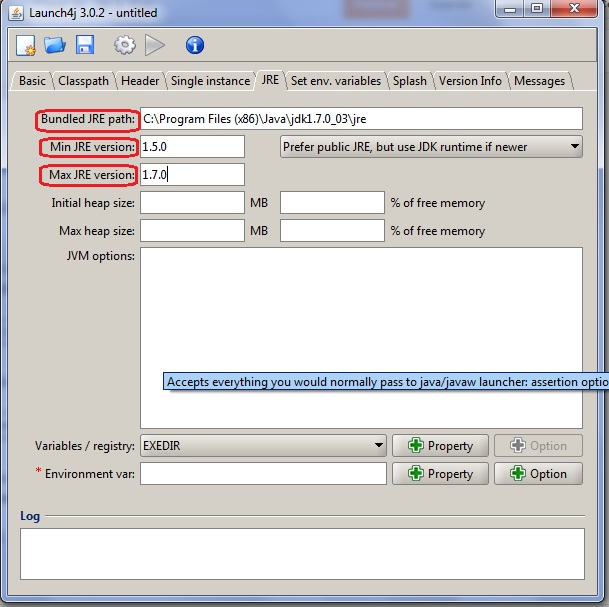 Launch4j 3.0.2 - untitled
Basic Classpath Header Single instance JRE Set env. variables Splash Version Info Messages
Bundled JRE path: C:\Program Files (x86)\Java\jdk1.7.0_03\jre
Min JRE version: 1.5.0 Prefer public JRE, but use JDK runtime if newer
Max JRE version: 1.7.0
Initial heap size: MB % of free memory
Max heap size: MB % of free memory
JVM options:
Accepts everything you would normally pass to java/javaw launcher: assertion optio
Variables / registry: EXEDIR Property Option
* Environment var: Property Option
Log